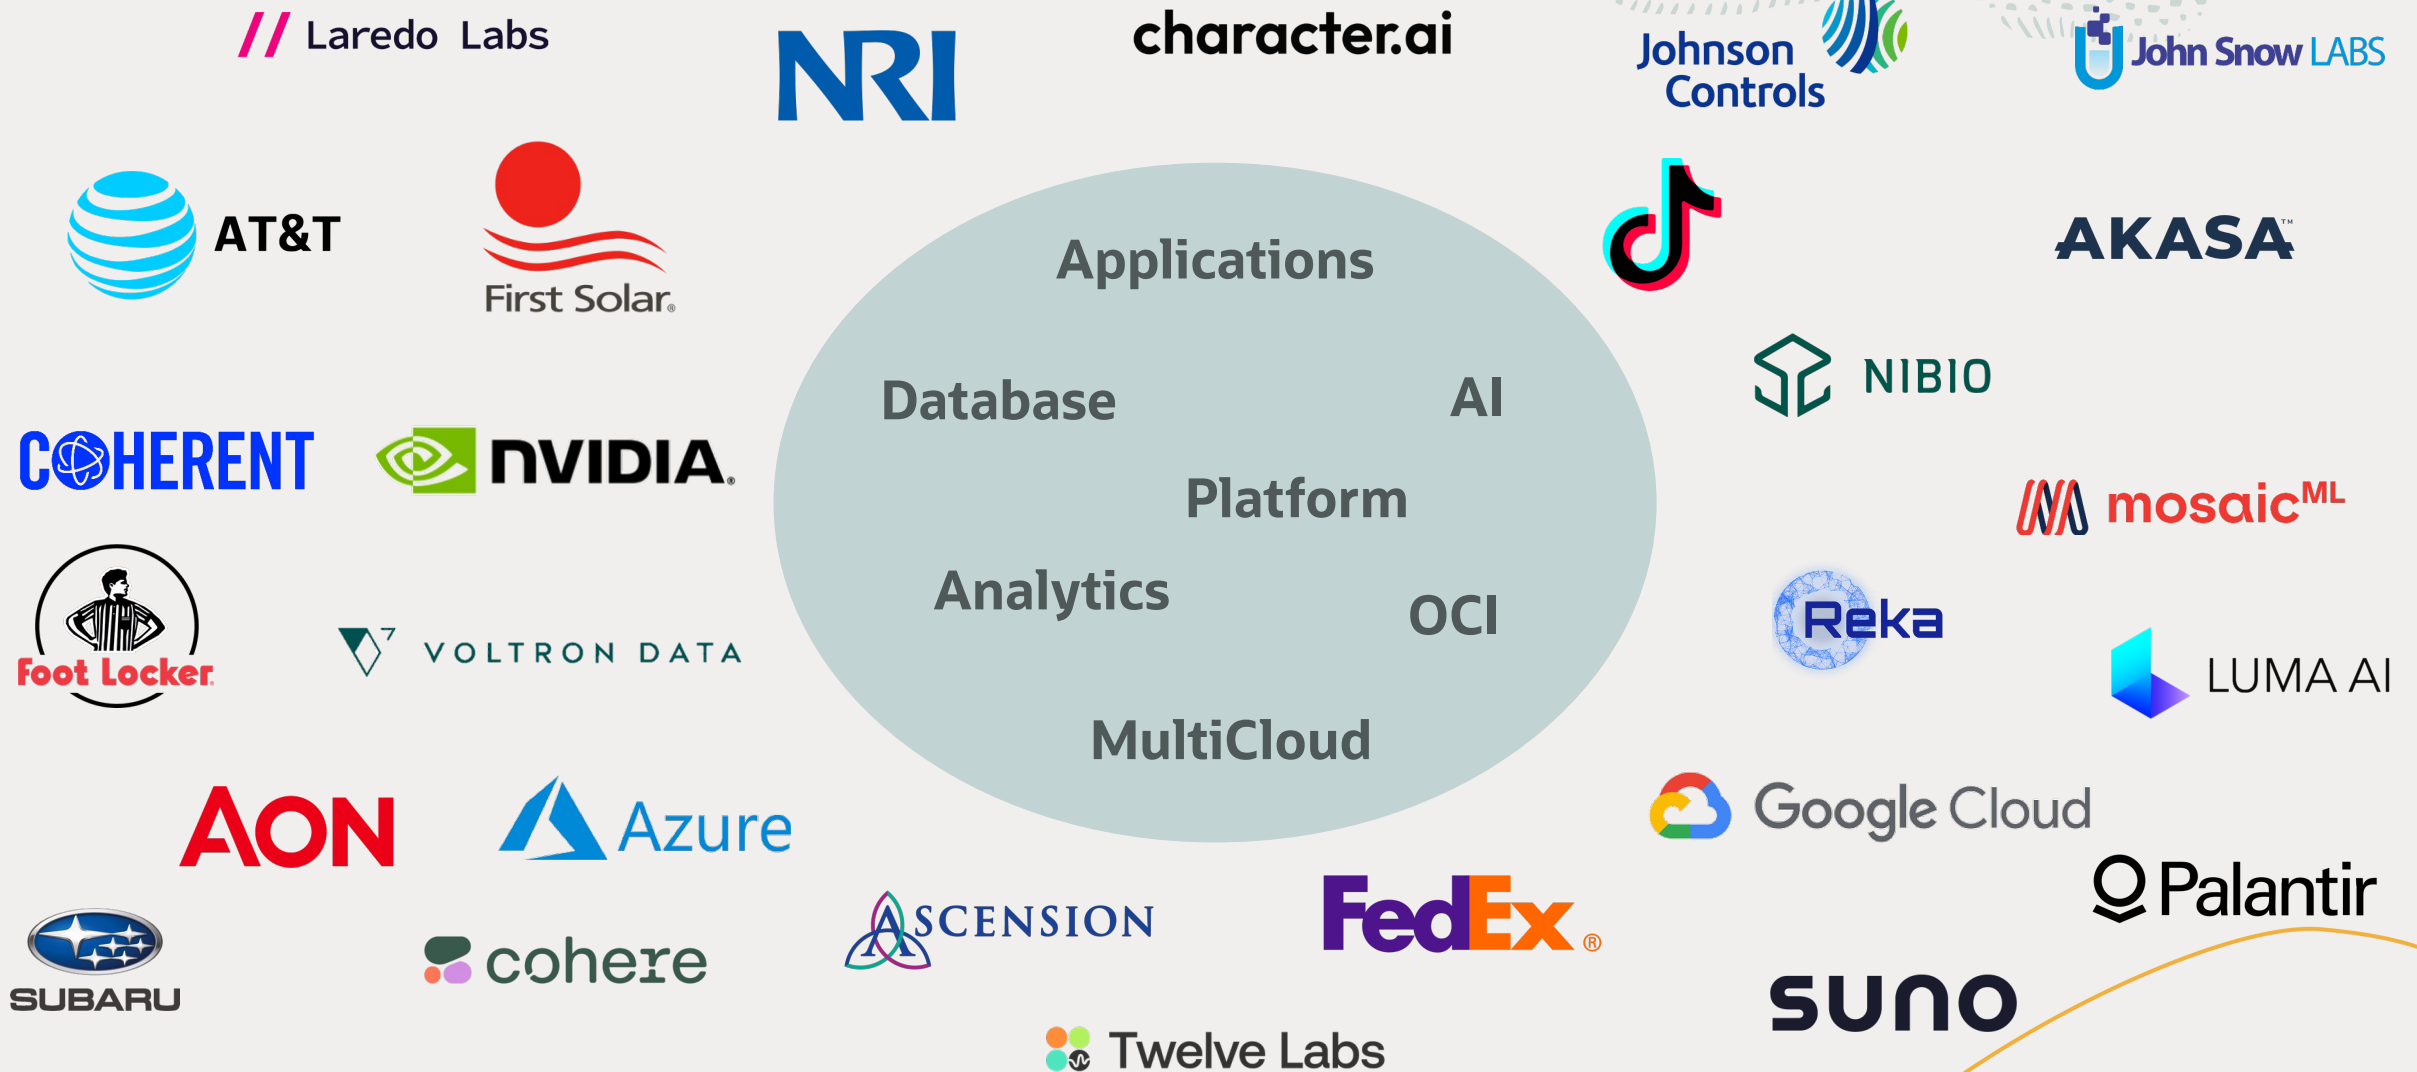 // Laredo Labs
NRI
character.ai
Johnson
Controls
John Snow LABS
AT&T
First Solar®
Applications
AKASA™
Database
AI
NIBIO
COHERENT
NVIDIA®
Platform
mosaicML
Analytics
OCI
Reka
Foot Locker®
VOLTRON DATA
LUMA AI
MultiCloud
AON
Azure
Google Cloud
Palantir
SUBARU
cohere
ASCENSION
FedEx®
suno
Twelve Labs